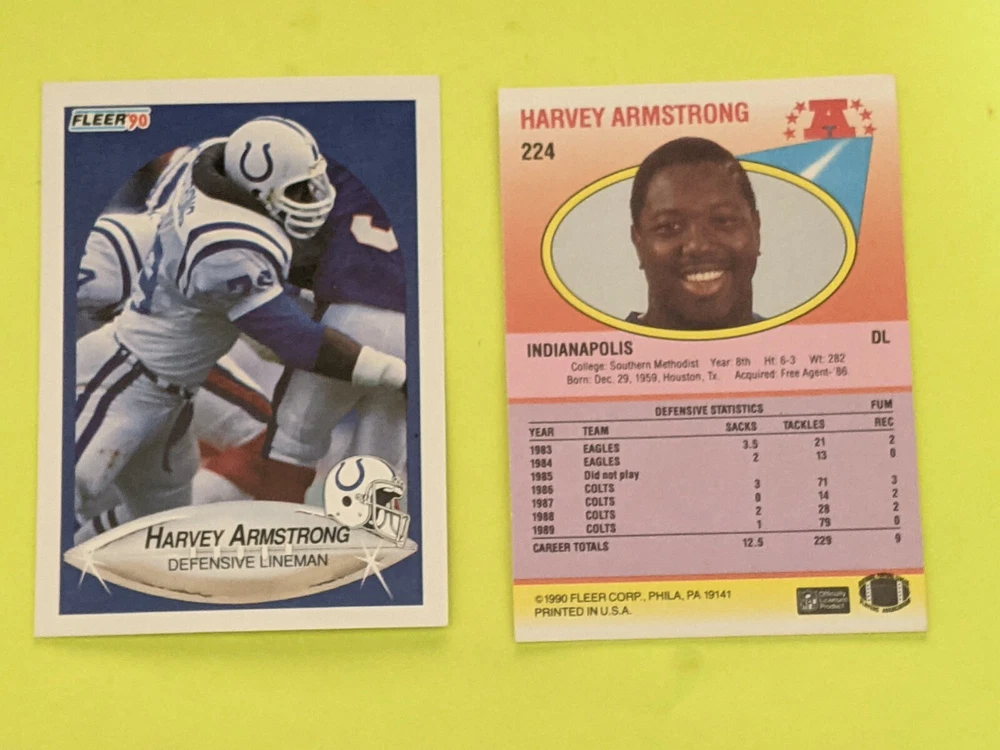 FLEER '90
HARVEY ARMSTRONG
DEFENSIVE LINEMAN
HARVEY ARMSTRONG
A
224
INDIANAPOLIS DL
College: Southern Methodist Year: 8th Ht: 6-3 Wt: 282
Born: Dec. 29, 1959, Houston, Tx. Acquired: Free Agent- '86
DEFENSIVE STATISTICS FUM
YEAR TEAM SACKS TACKLES REC
1983 EAGLES 3.5 21 2
1984 EAGLES 2 13 0
1985 Did not play
1986 COLTS 3 71 3
1987 COLTS 0 14 2
1988 COLTS 2 28 2
1989 COLTS 1 79 0
CAREER TOTALS 12.5 229 9
©1990 FLEER CORP., PHILA, PA 19141
PRINTED IN U.S.A.
Officially
Licensed
Product